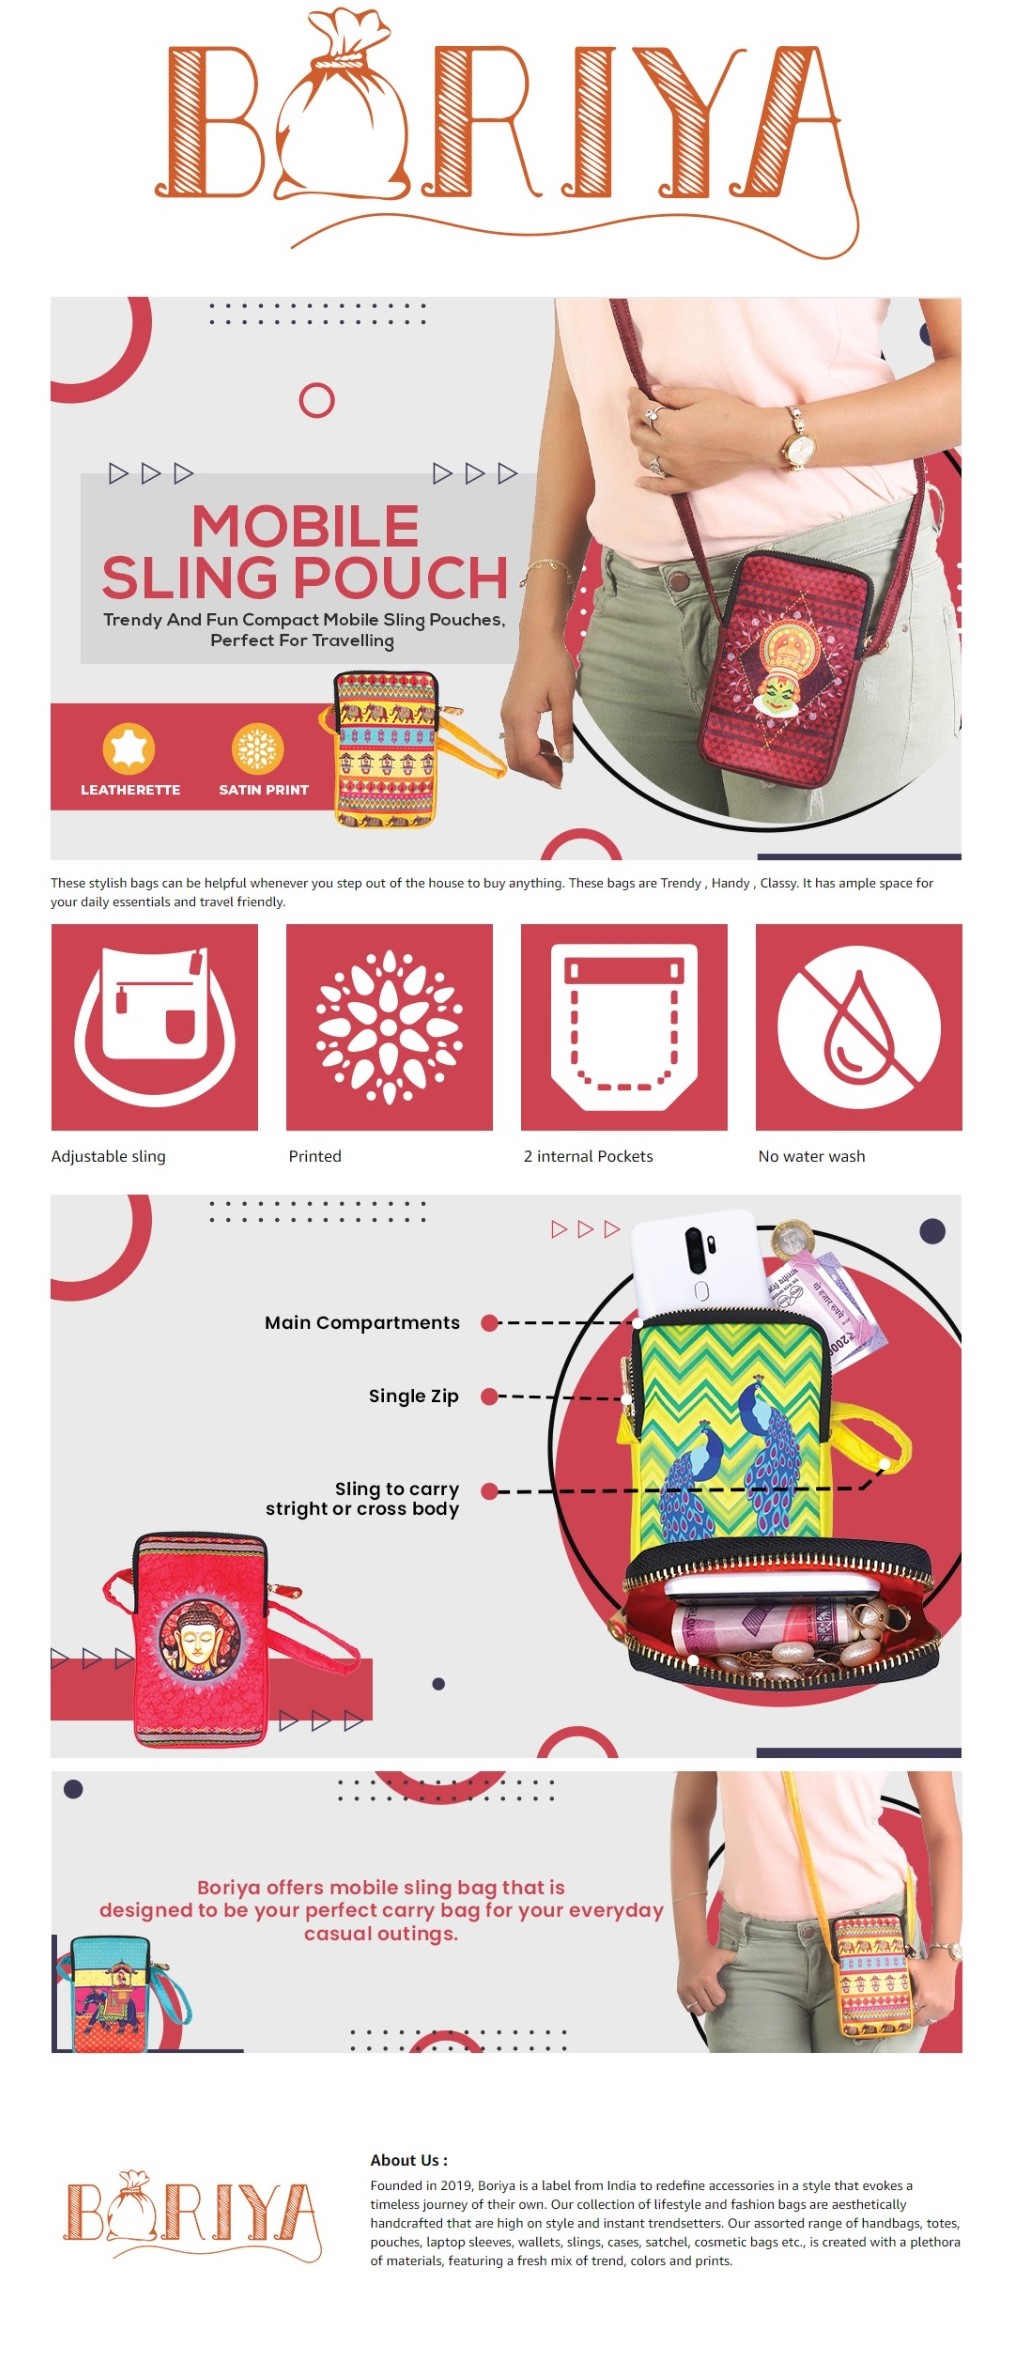 BORIYA
MOBILE
SLING POUCH
Trendy And Fun Compact Mobile Sling Pouches,
Perfect For Travelling
LEATHERETTE
SATIN PRINT
These stylish bags can be helpful whenever you step out of the house to buy anything. These bags are Trendy , Handy , Classy. It has ample space for
your daily essentials and travel friendly.
Adjustable sling
Printed
2 internal Pockets
No water wash
Main Compartments
Single Zip
Sling to carry
stright or cross body
Boriya offers mobile sling bag that is
designed to be your perfect carry bag for your everyday
casual outings.
BORIYA
About Us :
Founded in 2019, Boriya is a label from India to redefine accessories in a style that evokes a
timeless journey of their own. Our collection of lifestyle and fashion bags are aesthetically
handcrafted that are high on style and instant trendsetters. Our assorted range of handbags, totes,
pouches, laptop sleeves, wallets, slings, cases, satchel, cosmetic bags etc., is created with a plethora
of materials, featuring a fresh mix of trend, colors and prints.